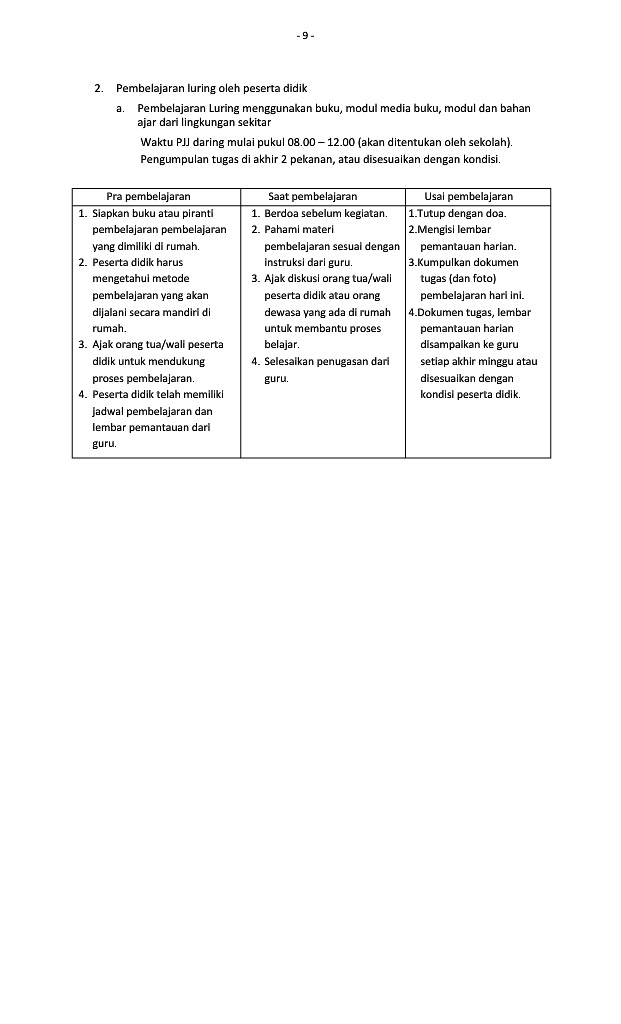 - 9 -
2. Pembelajaran luring oleh peserta didik
a. Pembelajaran Luring menggunakan buku, modul media buku, modul dan bahan
ajar dari lingkungan sekitar
Waktu PJJ daring mulai pukul 08.00 – 12.00 (akan ditentukan oleh sekolah).
Pengumpulan tugas di akhir 2 pekanan, atau disesuaikan dengan kondisi.
Pra pembelajaran
1. Siapkan buku atau piranti
pembelajaran pembelajaran
yang dimiliki di rumah.
2. Peserta didik harus
mengetahui metode
pembelajaran yang akan
dijalani secara mandiri di
rumah.
3. Ajak orang tua/wali peserta
didik untuk mendukung
proses pembelajaran.
4. Peserta didik telah memiliki
jadwal pembelajaran dan
lembar pemantauan dari
guru.
Saat pembelajaran
1. Berdoa sebelum kegiatan.
2. Pahami materi
pembelajaran sesuai dengan
instruksi dari guru.
3. Ajak diskusi orang tua/wali
peserta didik atau orang
dewasa yang ada di rumah
untuk membantu proses
belajar.
4. Selesaikan penugasan dari
guru.
Usai pembelajaran
1.Tutup dengan doa.
2.Mengisi lembar
pemantauan harian.
3.Kumpulkan dokumen
tugas (dan foto)
pembelajaran hari ini.
4.Dokumen tugas, lembar
pemantauan harian
disampaikan ke guru
setiap akhir minggu atau
disesuaikan dengan
kondisi peserta didik.